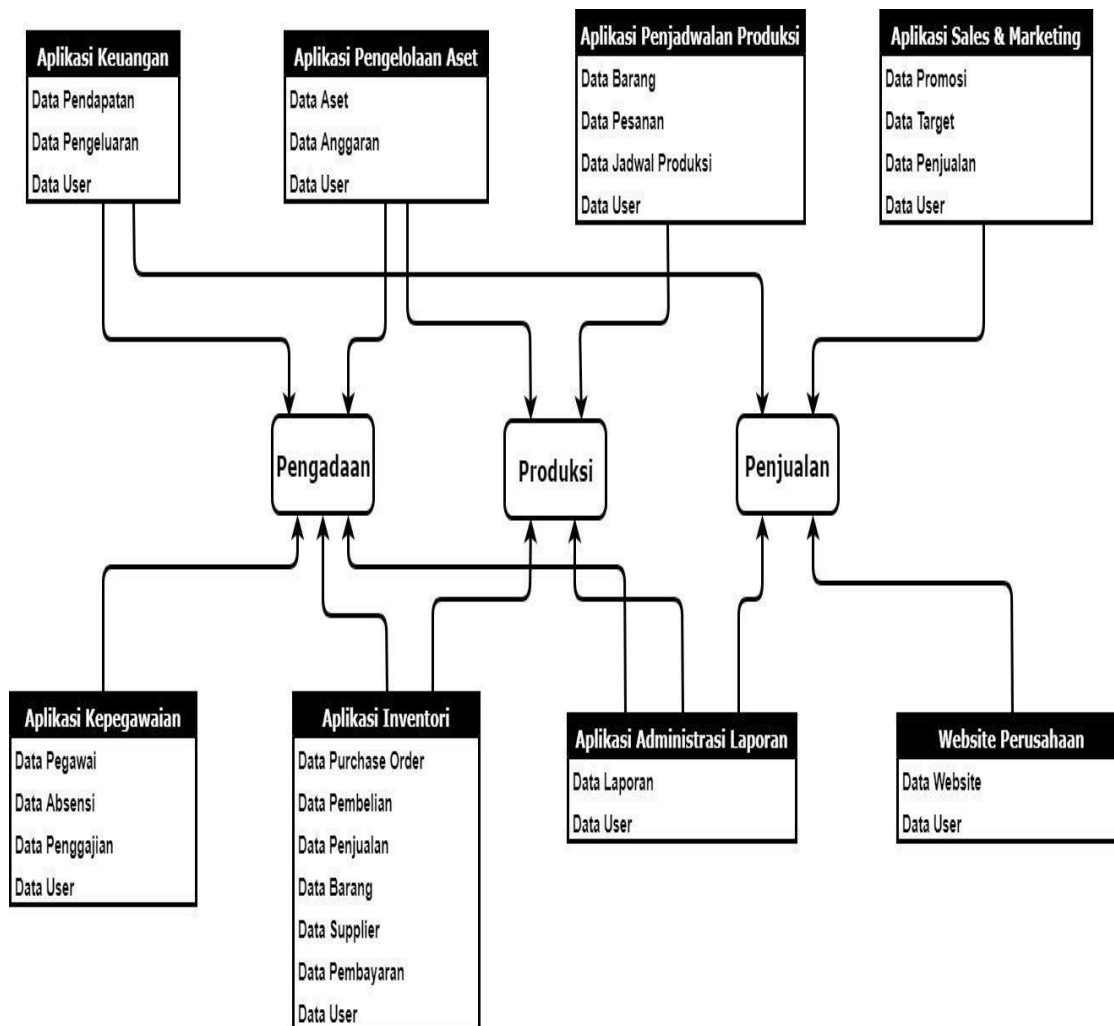 Aplikasi Keuangan
Data Pendapatan
Data Pengeluaran
Data User
Aplikasi Pengelolaan Aset
Data Aset
Data Anggaran
Data User
Aplikasi Penjadwalan Produksi
Data Barang
Data Pesanan
Data Jadwal Produksi
Data User
Aplikasi Sales & Marketing
Data Promosi
Data Target
Data Penjualan
Data User
Pengadaan
Produksi
Penjualan
Aplikasi Kepegawaian
Data Pegawai
Data Absensi
Data Penggajian
Data User
Aplikasi Inventori
Data Purchase Order
Data Pembelian
Data Penjualan
Data Barang
Data Supplier
Data Pembayaran
Data User
Aplikasi Administrasi Laporan
Data Laporan
Data User
Website Perusahaan
Data Website
Data User